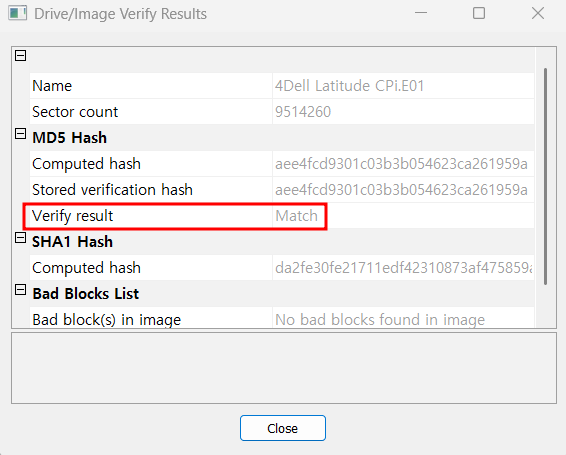 Drive/Image Verify Results
Name 4Dell Latitude CPi.E01
Sector count 9514260
MD5 Hash
Computed hash aee4fcd9301c03b3b054623ca261959a
Stored verification hash aee4fcd9301c03b3b054623ca261959a
Verify result Match
SHA1 Hash
Computed hash da2fe30fe21711edf42310873af475859a
Bad Blocks List
Bad block(s) in image No bad blocks found in image
Close